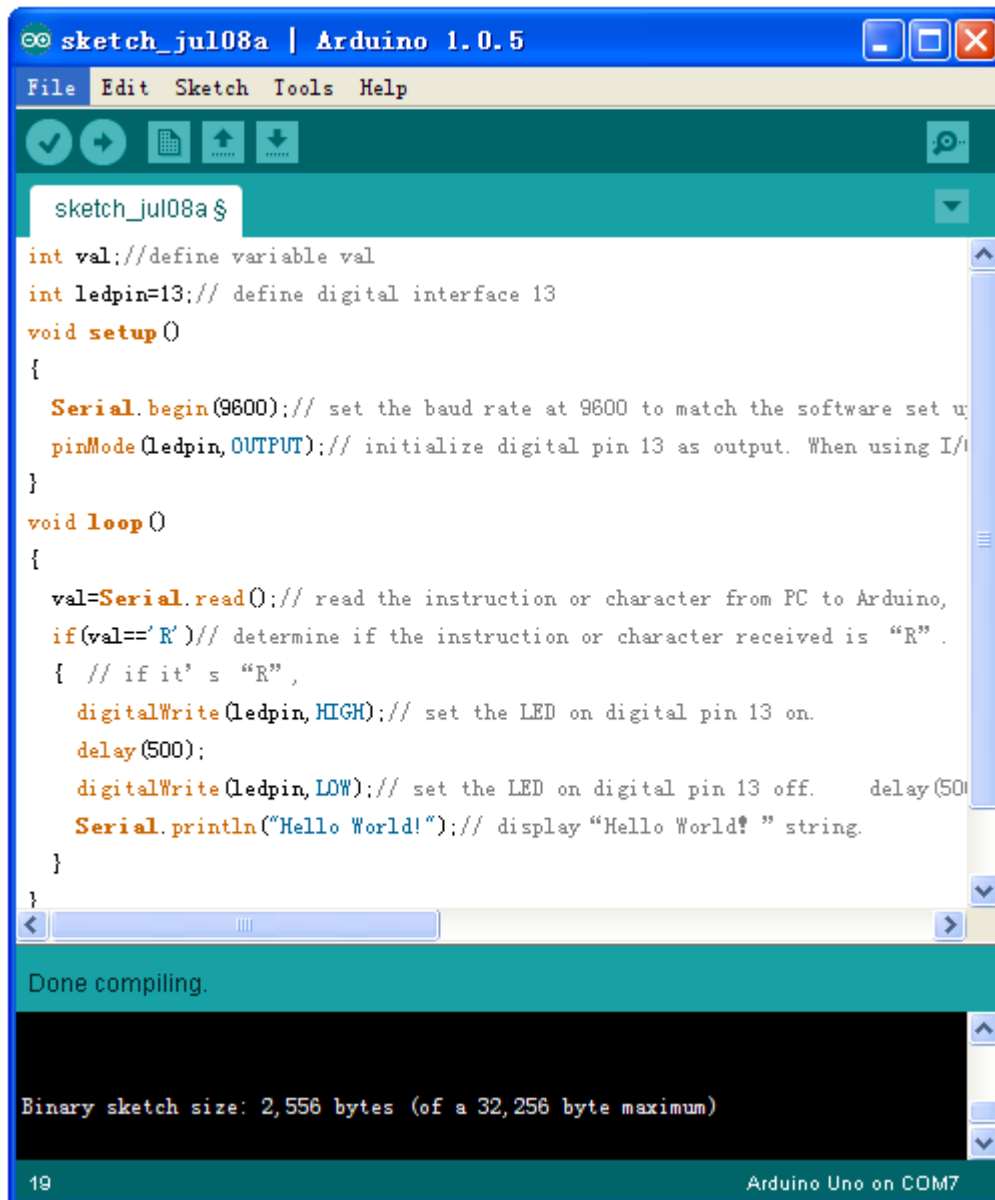 sketch_jul08a | Arduino 1.0.5
File Edit Sketch Tools Help
sketch_jul08a §
int val;//define variable val
int ledpin=13;// define digital interface 13
void setup()
{
  Serial.begin(9600);// set the baud rate at 9600 to match the software set
  pinMode(ledpin,OUTPUT);// initialize digital pin 13 as output. When using
}
void loop()
{
  val=Serial.read();// read the instruction or character from PC to Arduino,
  if(val=='R')// determine if the instruction or character received is “R”.
  {  // if it’s “R”,
    digitalWrite(ledpin,HIGH);// set the LED on digital pin 13 on.
    delay(500);
    digitalWrite(ledpin,LOW);// set the LED on digital pin 13 off.    delay(50
    Serial.println("Hello World!");// display “Hello World！” string.
  }
}
Done compiling.
Binary sketch size: 2,556 bytes (of a 32,256 byte maximum)
19 Arduino Uno on COM7